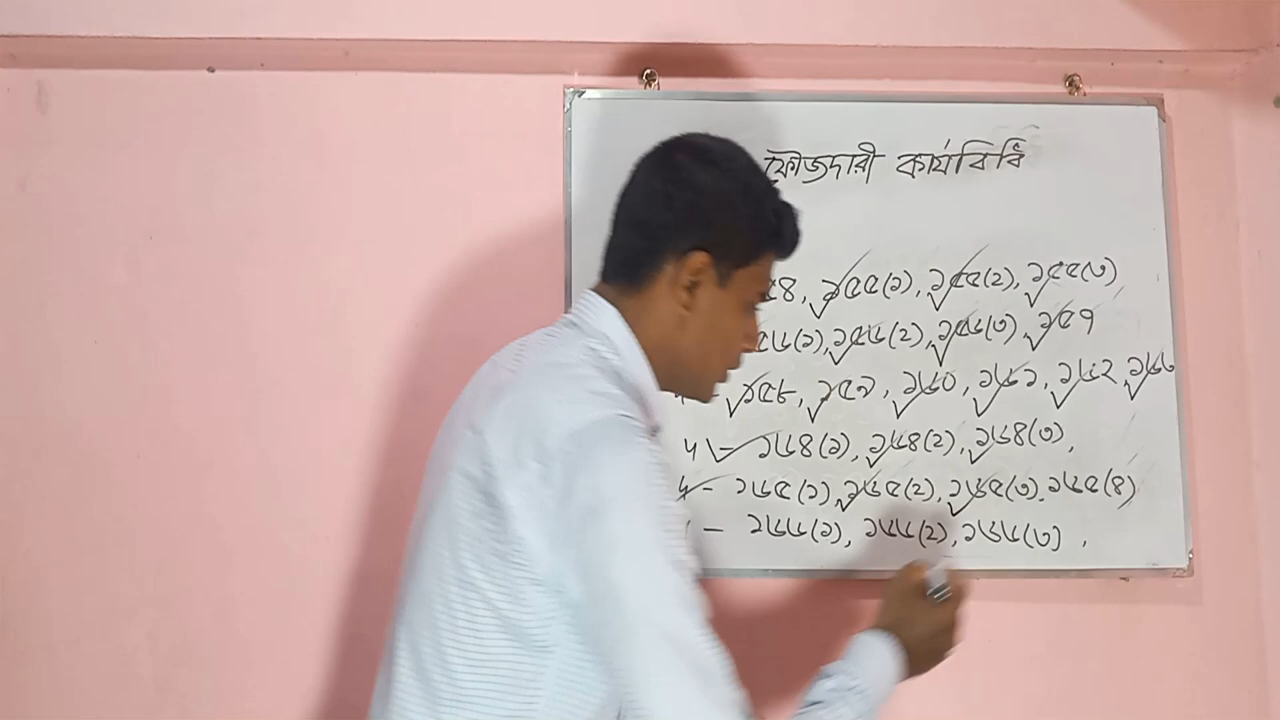 ফৌজদারী কার্যবিধি
৫৪, ১৫৫(১), ১৫৫(২), ১৫৫(৩)
৫৬(১), ১৫৬(২), ১৫৬(৩), ১৫৭
১৫৮, ১৫৯, ১৬০, ১৬১, ১৬২, ১৬৩
১৬৪(১), ১৬৪(২), ১৬৪(৩),
১৬৫(১), ১৬৫(২), ১৬৫(৩), ১৬৫(৪)
– ১৬৬(১), ১৬৬(২), ১৬৬(৩),